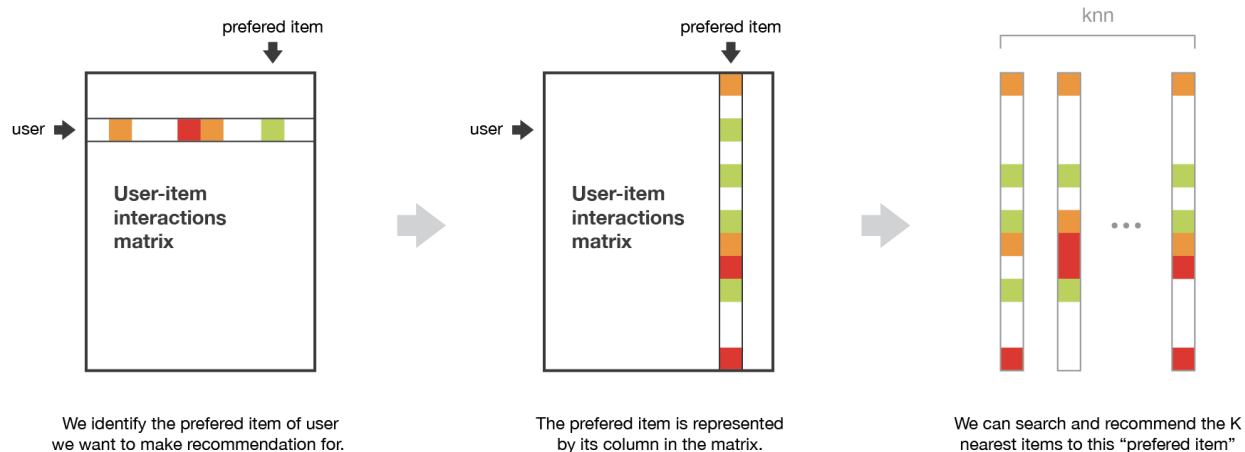 prefered item
user
User-item
interactions
matrix
We identify the prefered item of user
we want to make recommendation for.
prefered item
user
User-item
interactions
matrix
The prefered item is represented
by its column in the matrix.
knn
We can search and recommend the K
nearest items to this “prefered item”